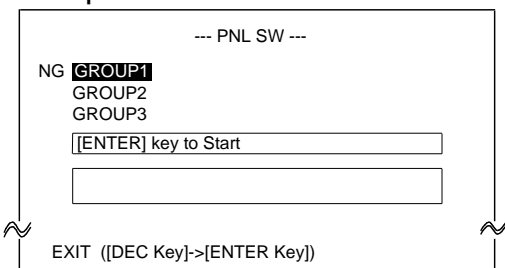 --- PNL SW ---
NG GROUP1
GROUP2
GROUP3
[ENTER] key to Start
EXIT ([DEC Key]->[ENTER Key])